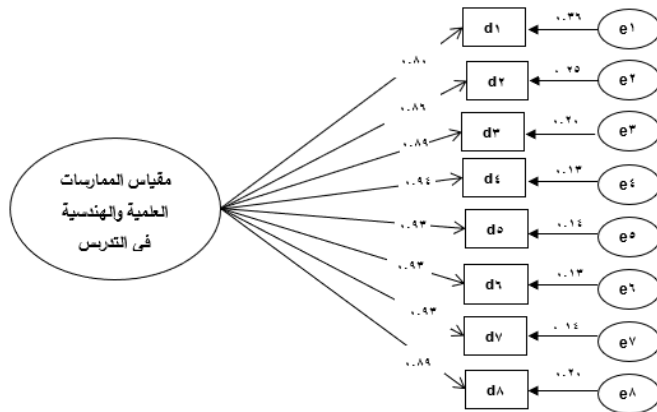 مقياس الممارسات
العلمية والهندسية
فى التدريس
٠.٨٠
٠.٨٦
٠.٨٩
٠.٩٤
٠.٩٣
٠.٩٣
٠.٩٣
٠.٨٩
d١
d٢
d٣
d٤
d٥
d٦
d٧
d٨
٠.٣٦
٠.٢٥
٠.٢٠
٠.١٣
٠.١٤
٠.١٣
٠.١٤
٠.٢٠
e١
e٢
e٣
e٤
e٥
e٦
e٧
e٨